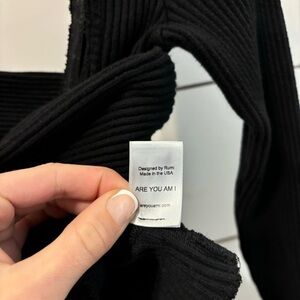 Designed by Rumi
Made in the USA
ARE YOU AM I
areyouami.com